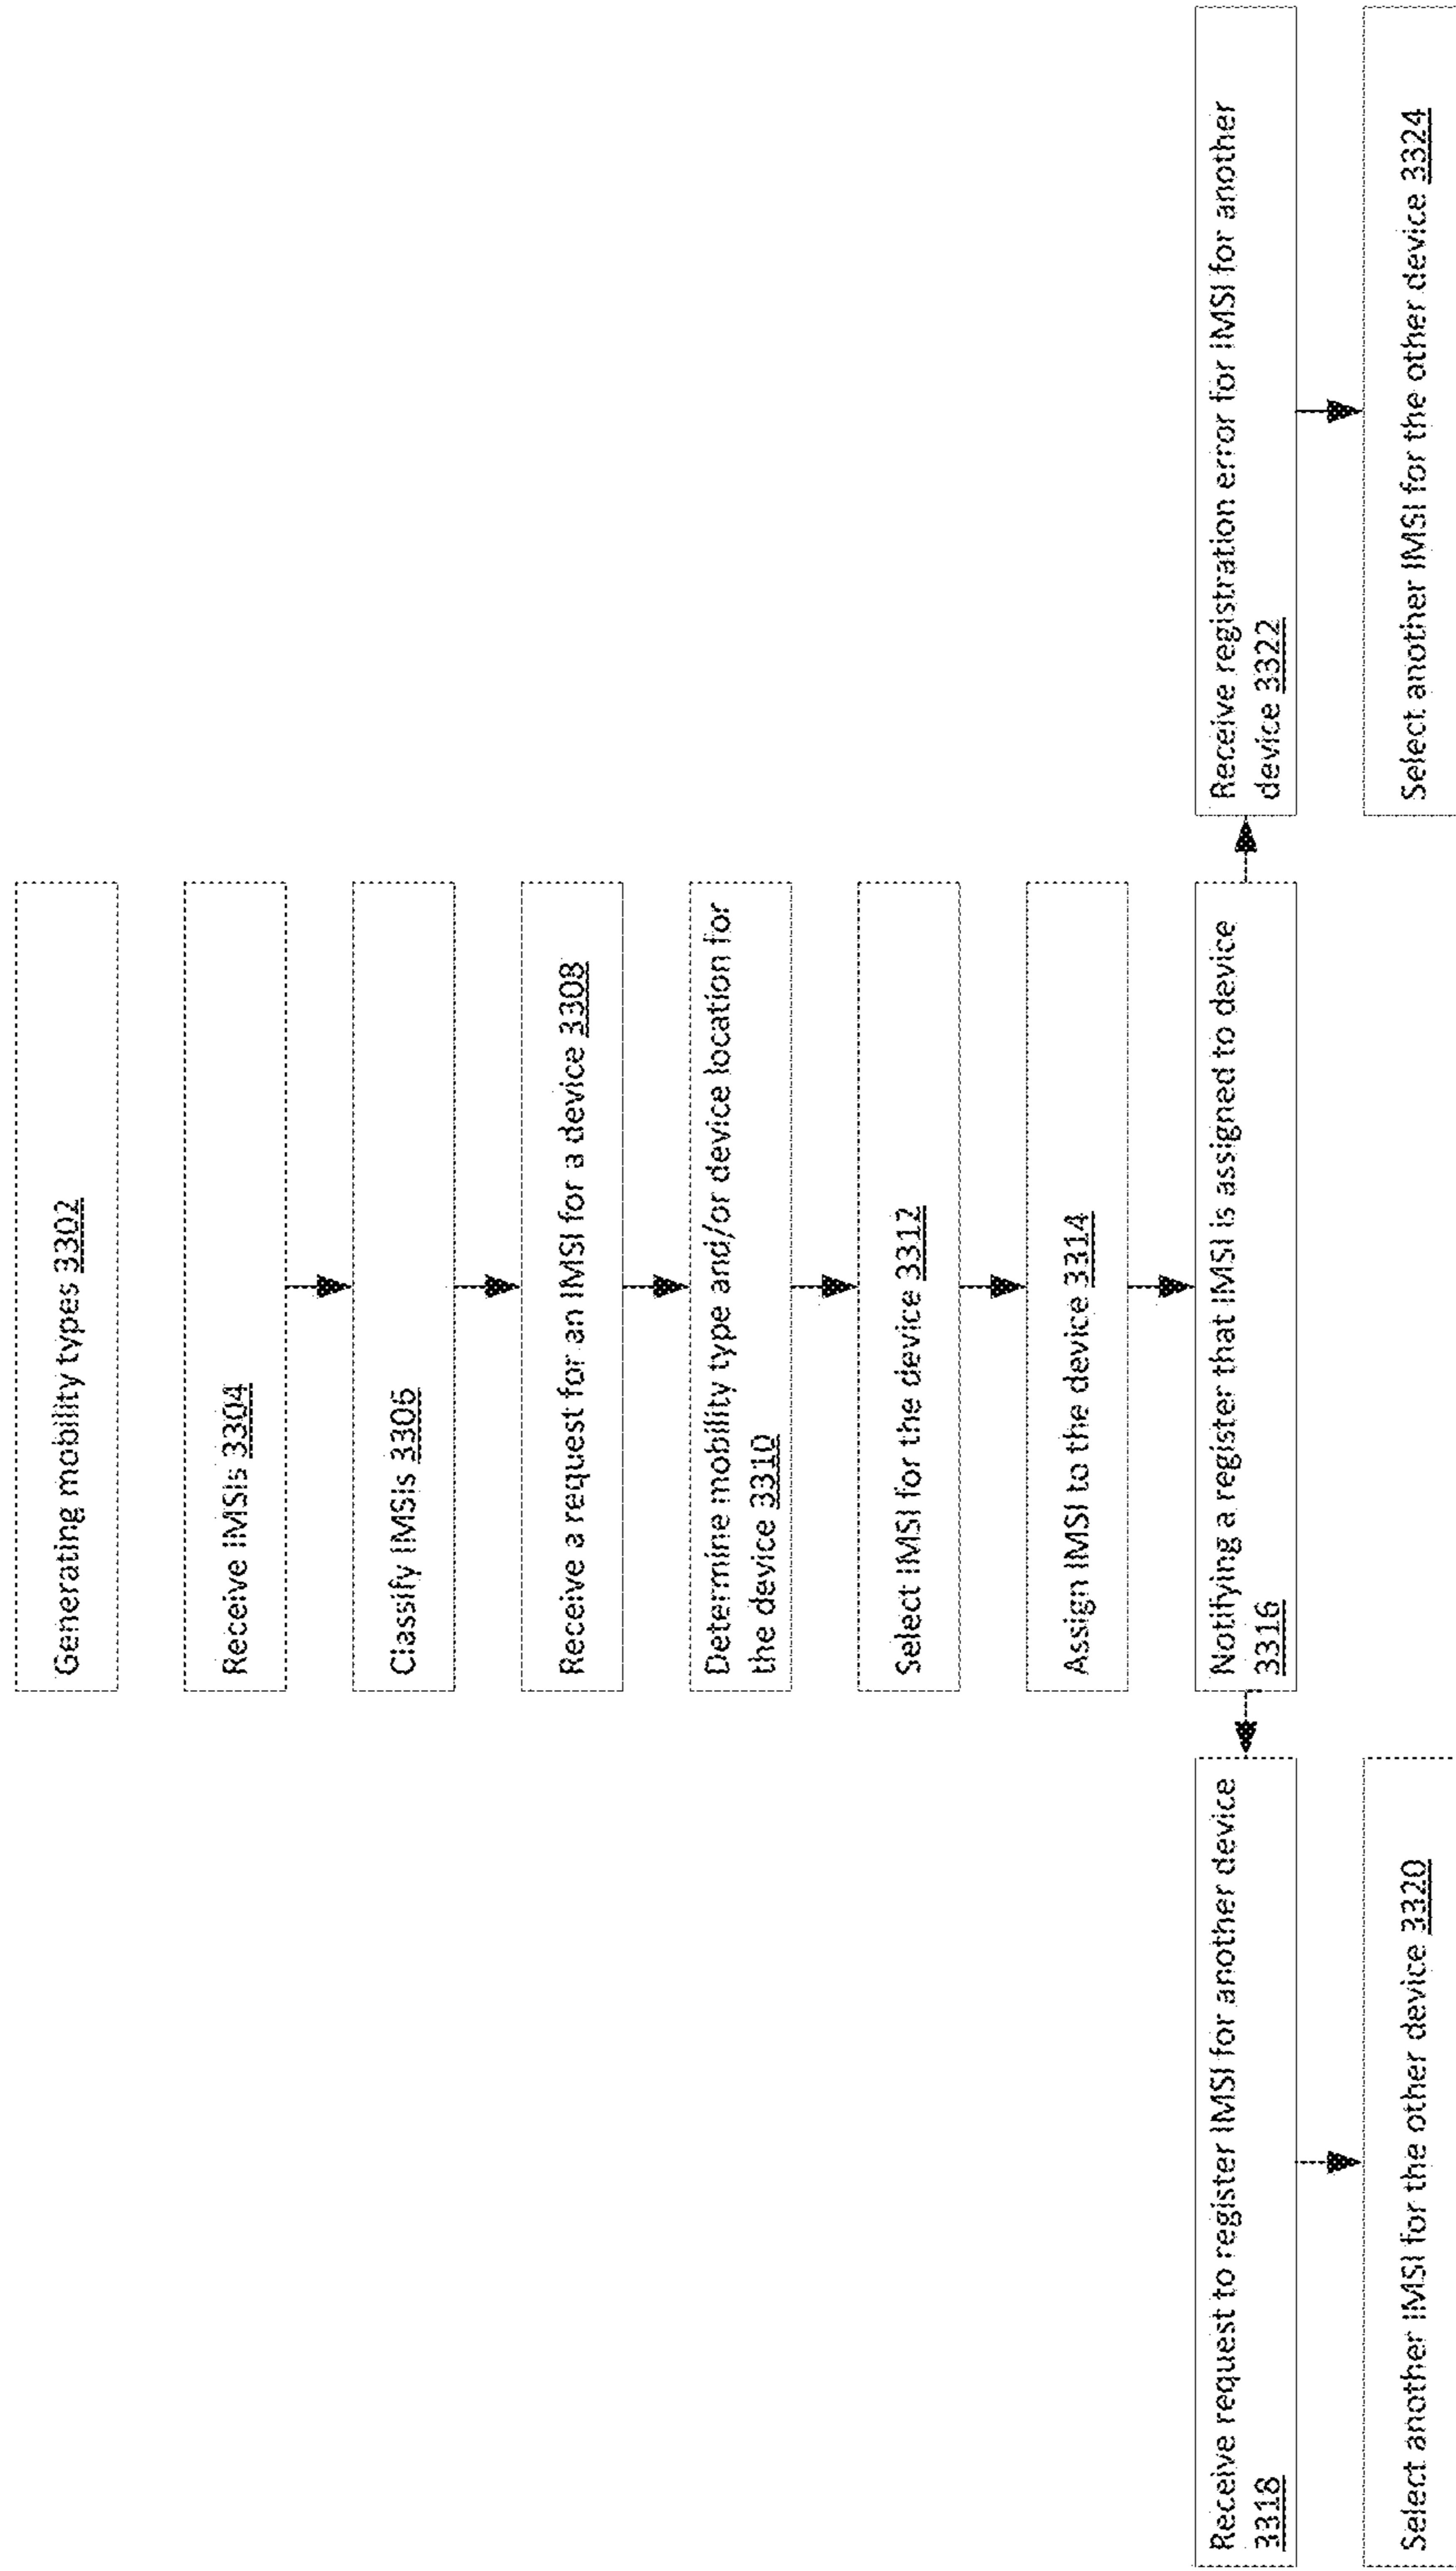 Generating mobility types 3302
Receive IMSIs 3304
Classify IMSIs 3306
Receive a request for an IMSI for a device 3308
Determine mobility type and/or device location for
the device 3310
Select IMSI for the device 3312
Assign IMSI to the device 3314
Notifying a register that IMSI is assigned to device
3316
Receive request to register IMSI for another device
3318
Select another IMSI for the other device 3320
Receive registration error for IMSI for another
device 3322
Select another IMSI for the other device 3324